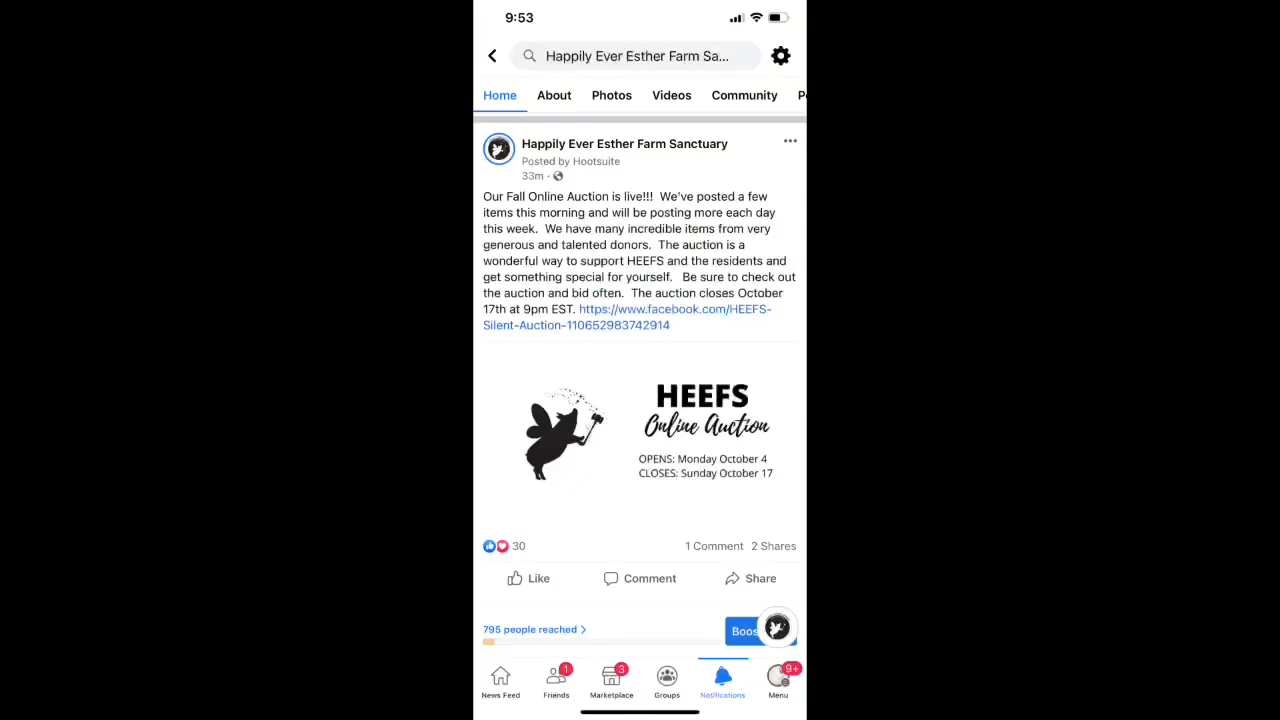 9:53
Happily Ever Esther Farm Sa...
Home About Photos Videos Community
Happily Ever Esther Farm Sanctuary
Posted by Hootsuite
33m ·
Our Fall Online Auction is live!!!  We've posted a few
items this morning and will be posting more each day
this week.  We have many incredible items from very
generous and talented donors.  The auction is a
wonderful way to support HEEFS and the residents and
get something special for yourself.   Be sure to check out
the auction and bid often.  The auction closes October
17th at 9pm EST. https://www.facebook.com/HEEFS-
Silent-Auction-110652983742914
HEEFS
Online Auction
OPENS: Monday October 4
CLOSES: Sunday October 17
30 1 Comment 2 Shares
Like Comment Share
795 people reached
1 3 9+
News Feed Friends Marketplace Groups Notifications Menu